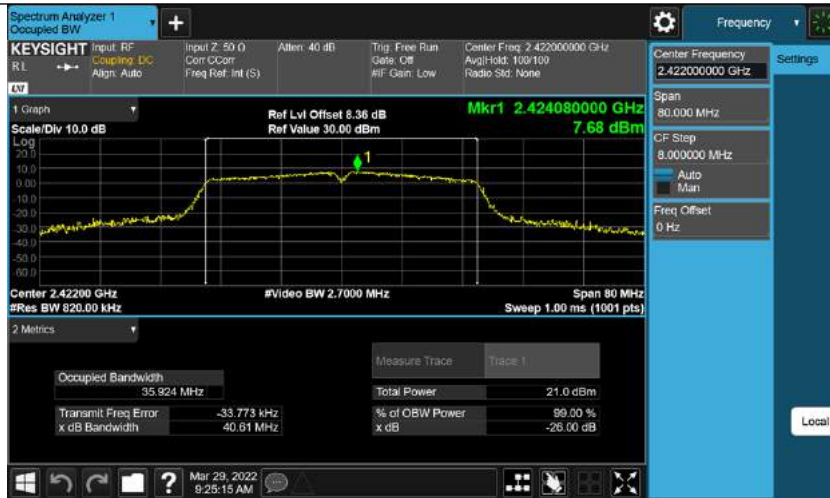 Spectrum Analyzer 1
Occupied BW
+
Frequency
KEYSIGHT
RL
LXI
Input: RF
Coupling: DC
Align: Auto
Input Z: 50 Ω
Corr CCorr
Freq Ref: Int (S)
Atten: 40 dB
Trig: Free Run
Gate: Off
#IF Gain: Low
Center Freq: 2.422000000 GHz
Avg|Hold: 100/100
Radio Std: None
Center Frequency
2.422000000 GHz
Settings
Span
80.000 MHz
CF Step
8.000000 MHz
Auto
Man
Freq Offset
0 Hz
Local
1 Graph
Scale/Div 10.0 dB
Ref Lvl Offset 8.36 dB
Ref Value 30.00 dBm
Mkr1 2.424080000 GHz
7.68 dBm
Log
20.0
10.0
0.00
-10.0
-20.0
-30.0
-40.0
-50.0
-60.0
1
Center 2.42200 GHz
#Video BW 2.7000 MHz
Span 80 MHz
#Res BW 820.00 kHz
Sweep 1.00 ms (1001 pts)
2 Metrics
Measure Trace
Trace 1
Occupied Bandwidth
35.924 MHz
Total Power
21.0 dBm
Transmit Freq Error
-33.773 kHz
% of OBW Power
99.00 %
x dB Bandwidth
40.61 MHz
x dB
-26.00 dB
?
Mar 29, 2022
9:25:15 AM